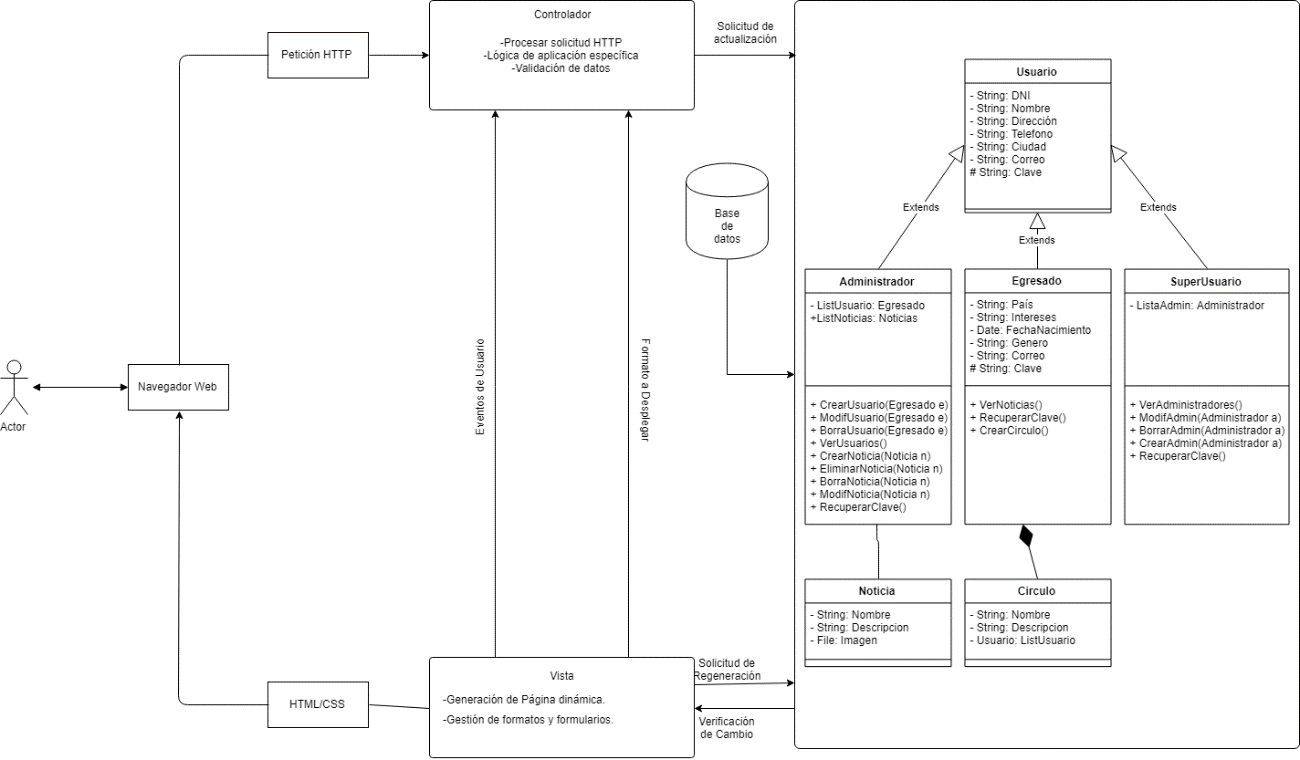 Controlador
-Procesar solicitud HTTP
-Lógica de aplicación específica
-Validación de datos
Petición HTTP
Solicitud de
actualización
Usuario
- String: DNI
- String: Nombre
- String: Dirección
- String: Telefono
- String: Ciudad
- String: Correo
# String: Clave
Extends
Extends
Extends
Base
de
datos
Administrador
- ListUsuario: Egresado
+ListNoticias: Noticias
+ CrearUsuario(Egresado e)
+ ModifUsuario(Egresado e)
+ BorraUsuario(Egresado e)
+ VerUsuarios()
+ CrearNoticia(Noticia n)
+ EliminarNoticia(Noticia n)
+ BorraNoticia(Noticia n)
+ ModifNoticia(Noticia n)
+ RecuperarClave()
Egresado
- String: País
- String: Intereses
- Date: FechaNacimiento
- String: Genero
- String: Correo
# String: Clave
+ VerNoticias()
+ RecuperarClave()
+ CrearCirculo()
SuperUsuario
- ListaAdmin: Administrador
+ VerAdministradores()
+ ModifAdmin(Administrador a)
+ BorrarAdmin(Administrador a)
+ CrearAdmin(Administrador a)
+ RecuperarClave()
Eventos de Usuario
Formato a Desplegar
Navegador Web
Actor
Noticia
- String: Nombre
- String: Descripcion
- File: Imagen
Circulo
- String: Nombre
- String: Descripcion
- Usuario: ListUsuario
HTML/CSS
Vista
-Generación de Página dinámica.
-Gestión de formatos y formularios.
Solicitud de
Regeneración
Verificación
de Cambio